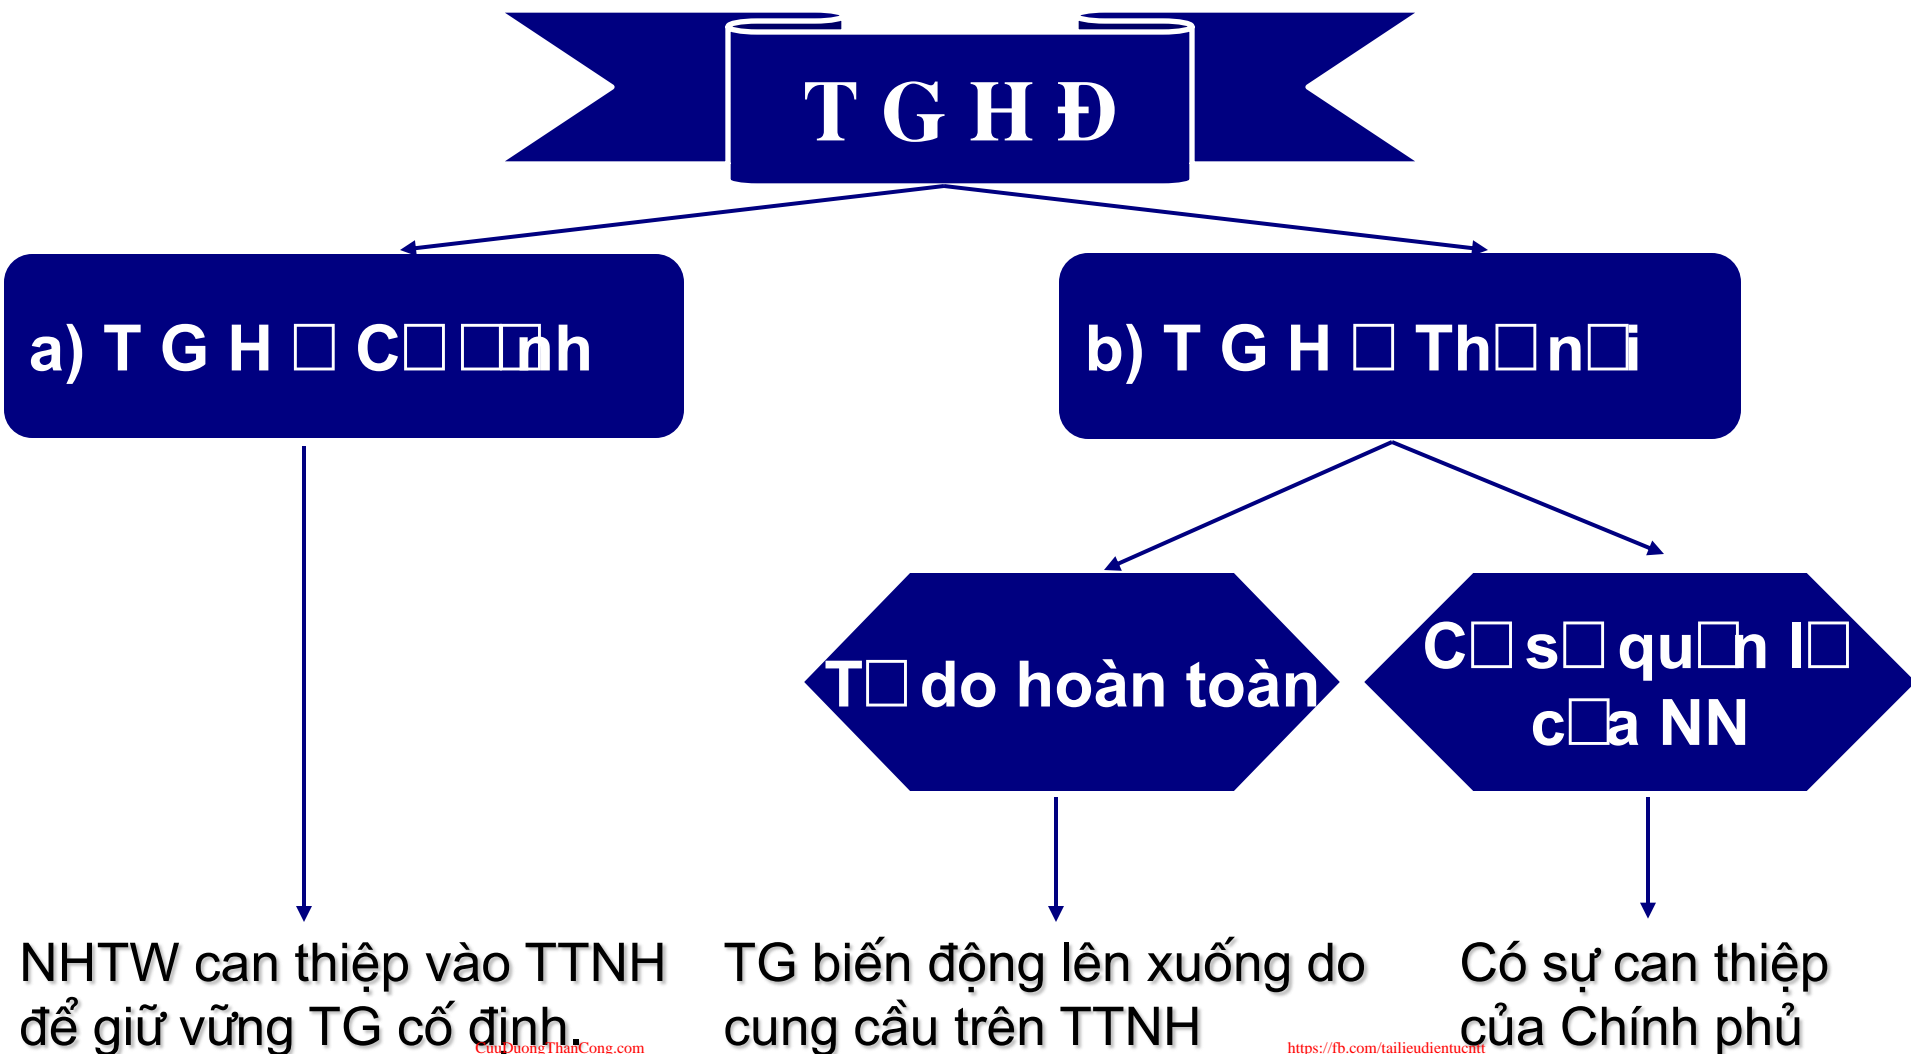 T G H Đ
a) T G H □ C□ □□nh
b) T G H □ Th□ n□i
T□ do hoàn toàn
C□ s□ qu□n l□
c□a NN
NHTW can thiệp vào TTNH
để giữ vững TG cố định.
TG biến động lên xuống do
cung cầu trên TTNH
Có sự can thiệp
của Chính phủ
CuuDuongThanCong.com
https://fb.com/tailieudientucntt